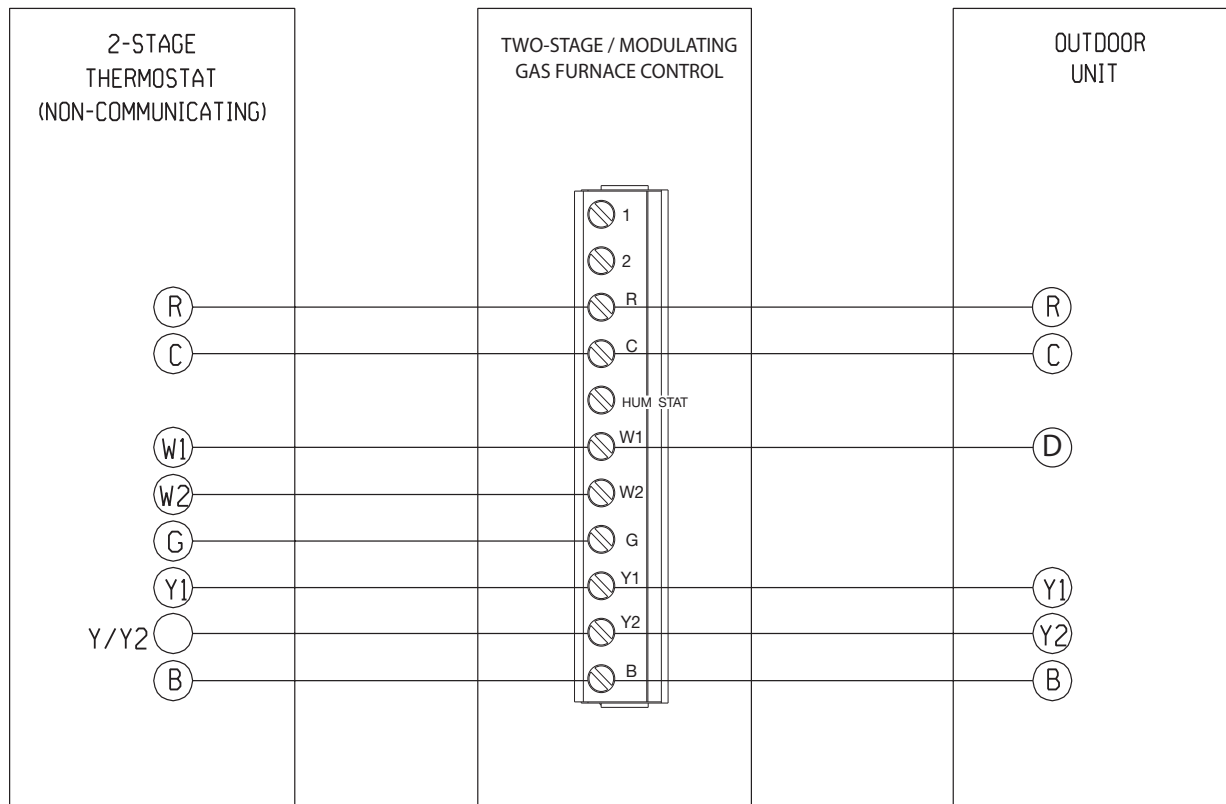 2-STAGE
THERMOSTAT
(NON-COMMUNICATING)
R
C
W1
W2
G
Y1
Y/Y2
B
TWO-STAGE / MODULATING
GAS FURNACE CONTROL
1
2
R
C
HUM STAT
W1
W2
G
Y1
Y2
B
OUTDOOR
UNIT
R
C
D
Y1
Y2
B